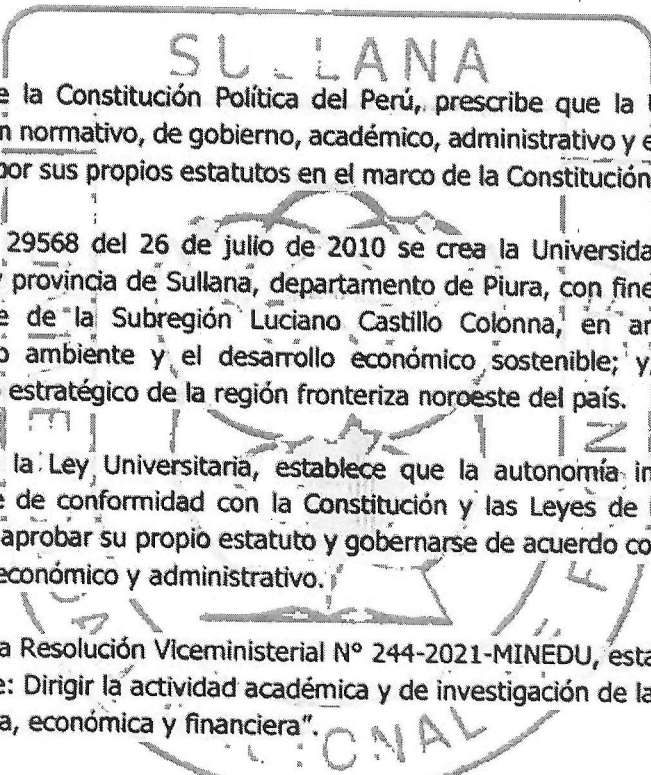 SULLANA
e la Constitución Política del Perú, prescribe que la
n normativo, de gobierno, académico, administrativo y e
por sus propios estatutos en el marco de la Constitución
29568 del 26 de julio de 2010 se crea la Universida
y provincia de Sullana, departamento de Piura, con fine
e de la Subregión Luciano Castillo Colonna, en ar
o ambiente y el desarrollo económico sostenible; y,
estratégico de la región fronteriza noroeste del país.
la Ley Universitaria, establece que la autonomía in
e de conformidad con la Constitución y las Leyes de
aprobar su propio estatuto y gobernarse de acuerdo co
económico y administrativo.
a Resolución Viceministerial Nº 244-2021-MINEDU, esta
e: Dirigir la actividad académica y de investigación de la
a, económica y financiera".